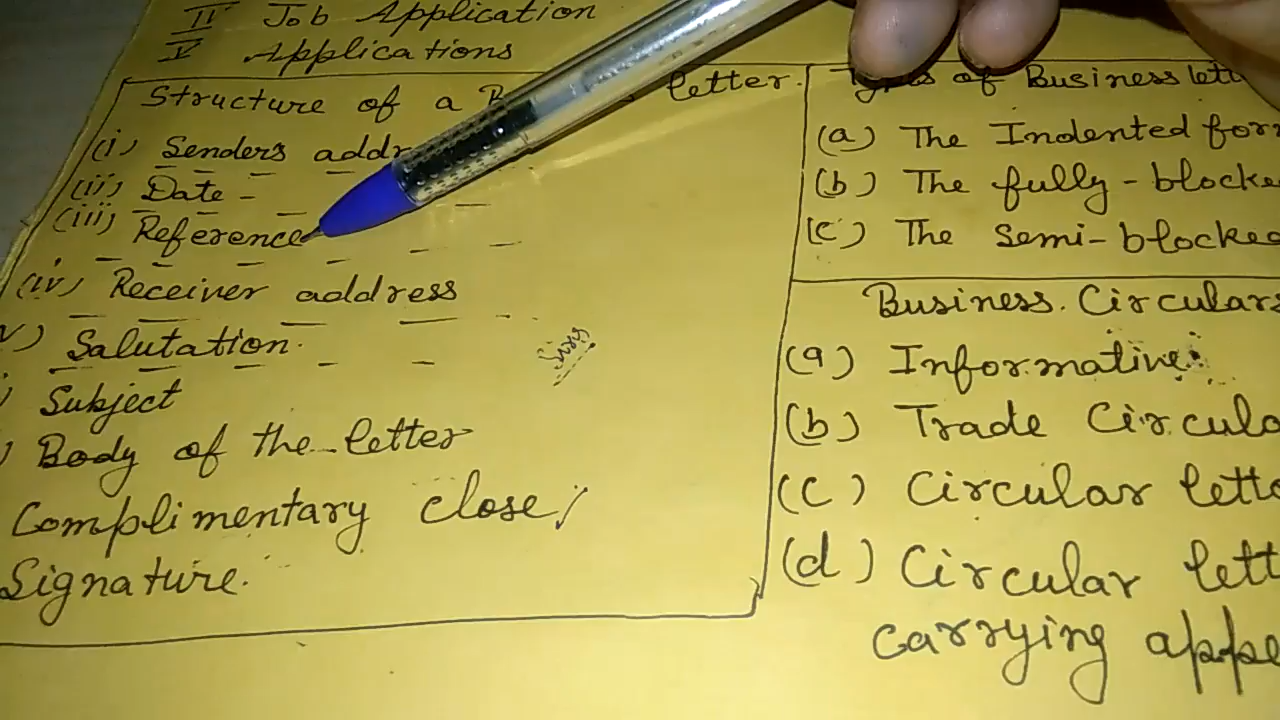 II Job Application
V Applications
Structure of a letter.
(i) Senders
(ii) Date -
(iii) Reference
(iv) Receiver address
v) Salutation.
) Subject
) Body of the letter
Complimentary close;
Signature.
Types of Business
(a) The Indented
(b) The fully-
(c) The Semi-
Business. Circulars
(a) Informative
(b) Trade
(c) Circular
(d) Circular
carrying